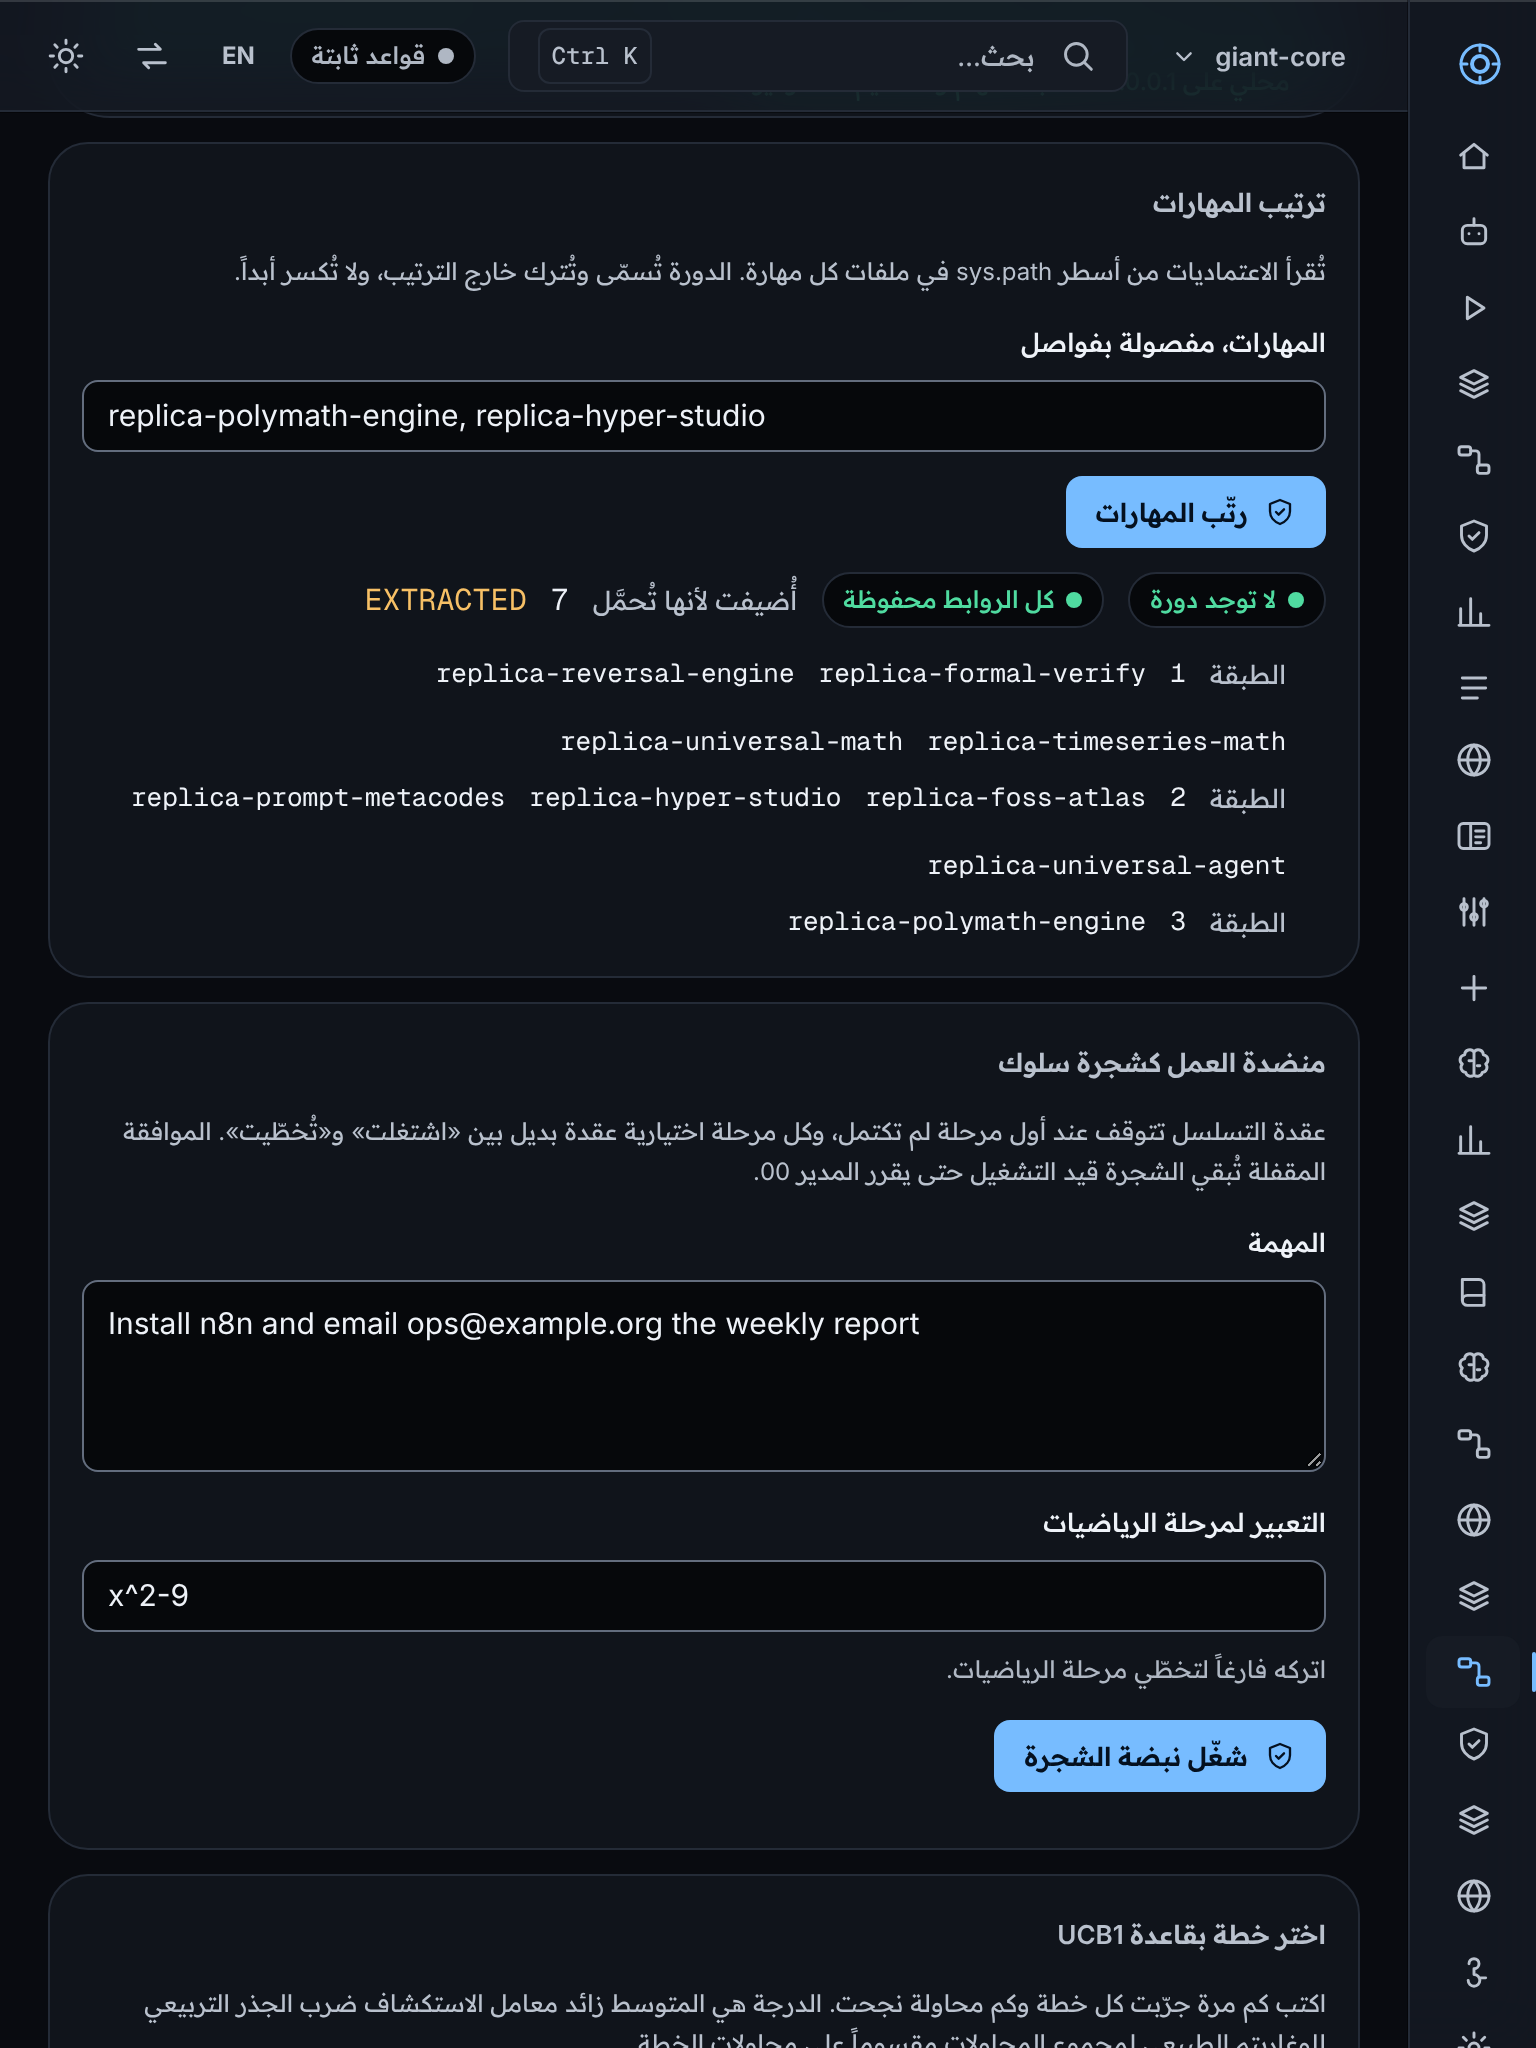 giant-core
بحث...
Ctrl K
قواعد ثابتة
EN
ترتيب المهارات
تُقرأ الاعتماديات من أسطر sys.path في ملفات كل مهارة. الدورة تُسمّى وتُترك خارج الترتيب، ولا تُكسر أبداً.
المهارات، مفصولة بفواصل
replica-polymath-engine, replica-hyper-studio
رتّب المهارات
لا توجد دورة
كل الروابط محفوظة
أُضيفت لأنها تُحمَّل 7 EXTRACTED
الطبقة 1 replica-formal-verify replica-reversal-engine
replica-timeseries-math replica-universal-math
الطبقة 2 replica-foss-atlas replica-hyper-studio replica-prompt-metacodes
replica-universal-agent
الطبقة 3 replica-polymath-engine
منضدة العمل كشجرة سلوك
عقدة التسلسل تتوقف عند أول مرحلة لم تكتمل، وكل مرحلة اختيارية عقدة بديل بين «اشتغلت» و«تُخطّيت». الموافقة
المقفلة تُبقي الشجرة قيد التشغيل حتى يقرر المدير 00.
المهمة
Install n8n and email ops@example.org the weekly report
التعبير لمرحلة الرياضيات
x^2-9
اتركه فارغاً لتخطّي مرحلة الرياضيات.
شغّل نبضة الشجرة
اختر خطة بقاعدة UCB1
اكتب كم مرة جرّبت كل خطة وكم محاولة نجحت. الدرجة هي المتوسط زائد معامل الاستكشاف ضرب الجذر التربيعي
للوغاريتم الطبيعي لمجموع المحاولات مقسوماً على محاولات الخطة.